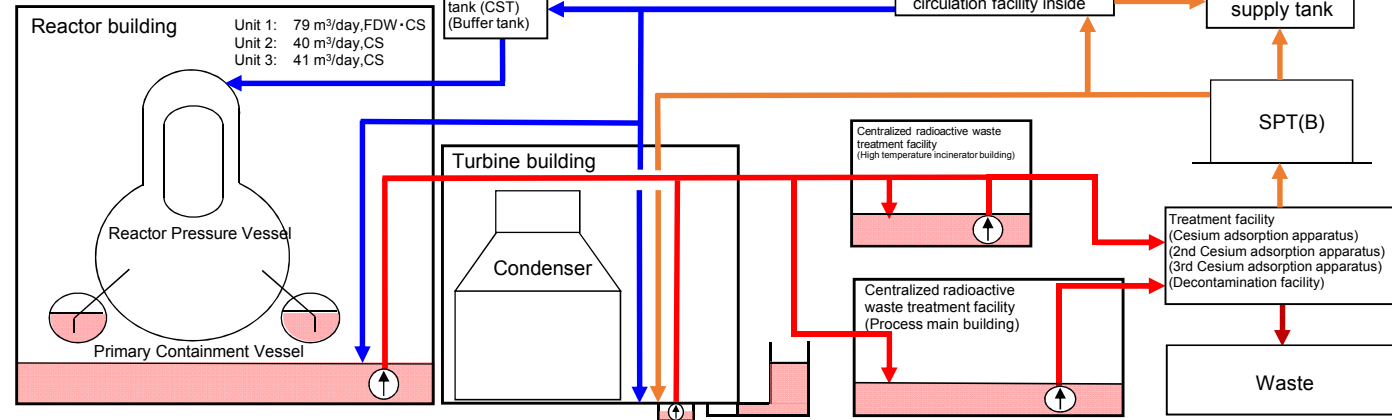 tank (CST)
(Buffer tank)
circulation facility inside
supply tank
Reactor building
Unit 1: 79 m³/day,FDW・CS
Unit 2: 40 m³/day,CS
Unit 3: 41 m³/day,CS
SPT(B)
Centralized radioactive waste
treatment facility
(High temperature incinerator building)
Turbine building
Reactor Pressure Vessel
Condenser
Treatment facility
(Cesium adsorption apparatus)
(2nd Cesium adsorption apparatus)
(3rd Cesium adsorption apparatus)
(Decontamination facility)
Centralized radioactive
waste treatment facility
(Process main building)
Primary Containment Vessel
Waste